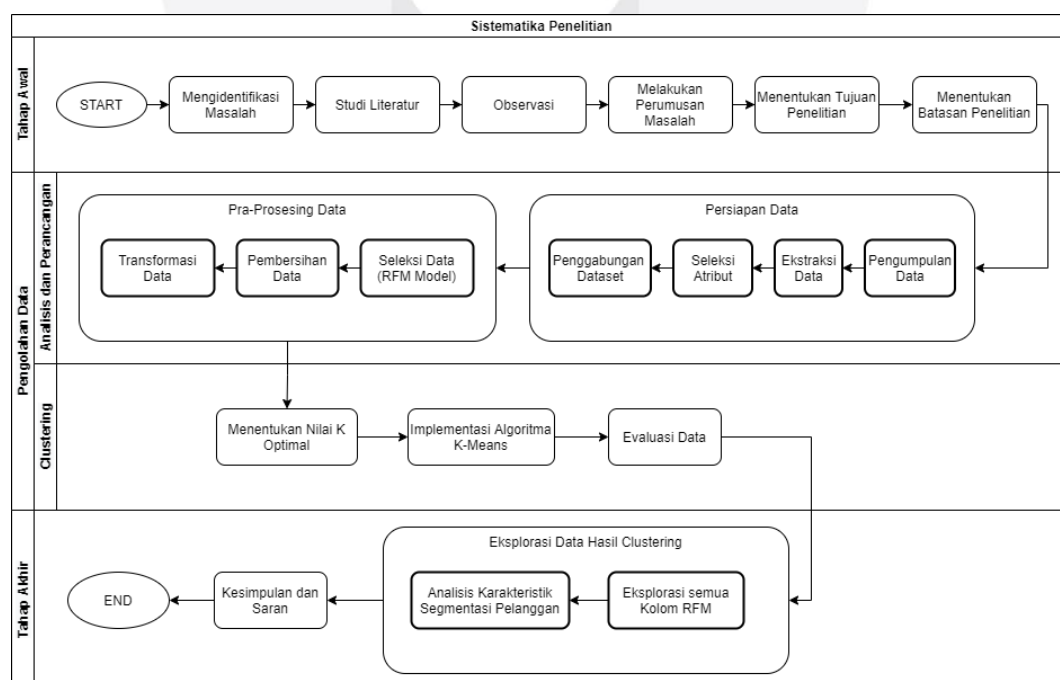 Sistematika Penelitian
Tahap Awal
START
Mengidentifikasi
Masalah
Studi Literatur
Observasi
Melakukan
Perumusan
Masalah
Menentukan Tujuan
Penelitian
Menentukan
Batasan Penelitian
Pengolahan Data
Analisis dan Perancangan
Pra-Prosesing Data
Transformasi
Data
Pembersihan
Data
Seleksi Data
(RFM Model)
Persiapan Data
Penggabungan
Dataset
Seleksi
Atribut
Ekstraksi
Data
Pengumpulan
Data
Clustering
Menentukan Nilai K
Optimal
Implementasi Algoritma
K-Means
Evaluasi Data
Tahap Akhir
END
Kesimpulan dan
Saran
Eksplorasi Data Hasil Clustering
Analisis Karakteristik
Segmentasi Pelanggan
Eksplorasi semua
Kolom RFM